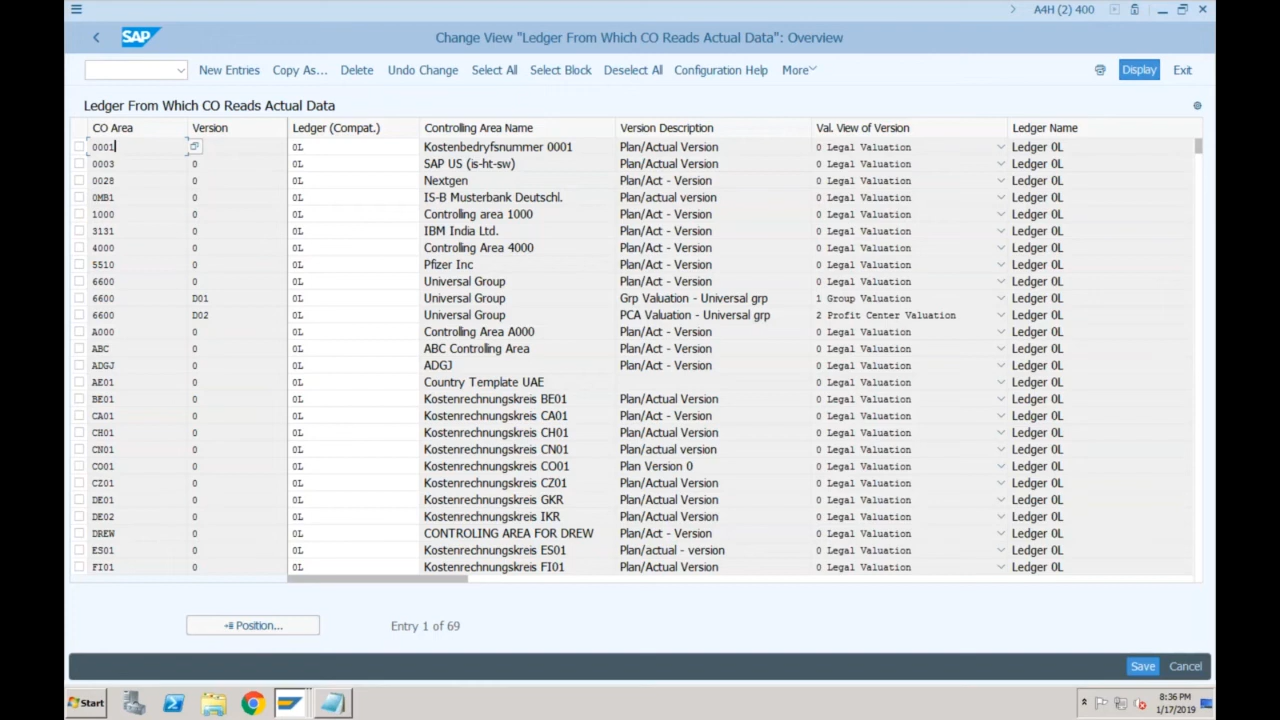 A4H (2) 400
SAP
Change View "Ledger From Which CO Reads Actual Data": Overview
New Entries Copy As... Delete Undo Change Select All Select Block Deselect All Configuration Help More Display Exit
Ledger From Which CO Reads Actual Data
CO Area Version Ledger (Compat.) Controlling Area Name Version Description Val. View of Version Ledger Name
0001 0L Kostenbedryfsnummer 0001 Plan/Actual Version 0 Legal Valuation Ledger 0L
0003 0 0L SAP US (is-ht-sw) Plan/Actual Version 0 Legal Valuation Ledger 0L
0028 0 0L Nextgen Plan/Act - Version 0 Legal Valuation Ledger 0L
0MB1 0 0L IS-B Musterbank Deutschl. Plan/actual version 0 Legal Valuation Ledger 0L
1000 0 0L Controling area 1000 Plan/Act - Version 0 Legal Valuation Ledger 0L
3131 0 0L IBM India Ltd. Plan/Act - Version 0 Legal Valuation Ledger 0L
4000 0 0L Controling Area 4000 Plan/Act - Version 0 Legal Valuation Ledger 0L
5510 0 0L Pfizer Inc Plan/Act - Version 0 Legal Valuation Ledger 0L
6600 0 0L Universal Group Plan/Act - Version 0 Legal Valuation Ledger 0L
6600 D01 0L Universal Group Grp Valuation - Universal grp 1 Group Valuation Ledger 0L
6600 D02 0L Universal Group PCA Valuation - Universal grp 2 Profit Center Valuation Ledger 0L
A000 0 0L Controling Area A000 Plan/Act - Version 0 Legal Valuation Ledger 0L
ABC 0 0L ABC Controling Area Plan/Act - Version 0 Legal Valuation Ledger 0L
ADGJ 0 0L ADGJ Plan/Act - Version 0 Legal Valuation Ledger 0L
AE01 0 0L Country Template UAE 0 Legal Valuation Ledger 0L
BE01 0 0L Kostenrechnungskreis BE01 Plan/Actual Version 0 Legal Valuation Ledger 0L
CA01 0 0L Kostenrechnungskreis CA01 Plan/Act - Version 0 Legal Valuation Ledger 0L
CH01 0 0L Kostenrechnungskreis CH01 Plan/Actual Version 0 Legal Valuation Ledger 0L
CN01 0 0L Kostenrechnungskreis CN01 Plan/actual version 0 Legal Valuation Ledger 0L
CO01 0 0L Kostenrechnungskreis CO01 Plan Version 0 0 Legal Valuation Ledger 0L
CZ01 0 0L Kostenrechnungskreis CZ01 Plan/Actual Version 0 Legal Valuation Ledger 0L
DE01 0 0L Kostenrechnungskreis GKR Plan/Actual Version 0 Legal Valuation Ledger 0L
DE02 0 0L Kostenrechnungskreis IKR Plan/Actual Version 0 Legal Valuation Ledger 0L
DREW 0 0L CONTROLING AREA FOR DREW Plan/Act - Version 0 Legal Valuation Ledger 0L
ES01 0 0L Kostenrechnungskreis ES01 Plan/actual - version 0 Legal Valuation Ledger 0L
FI01 0 0L Kostenrechnungskreis FI01 Plan/Actual Version 0 Legal Valuation Ledger 0L
Position... Entry 1 of 69
Save Cancel
Start
8:36 PM
1/17/2019